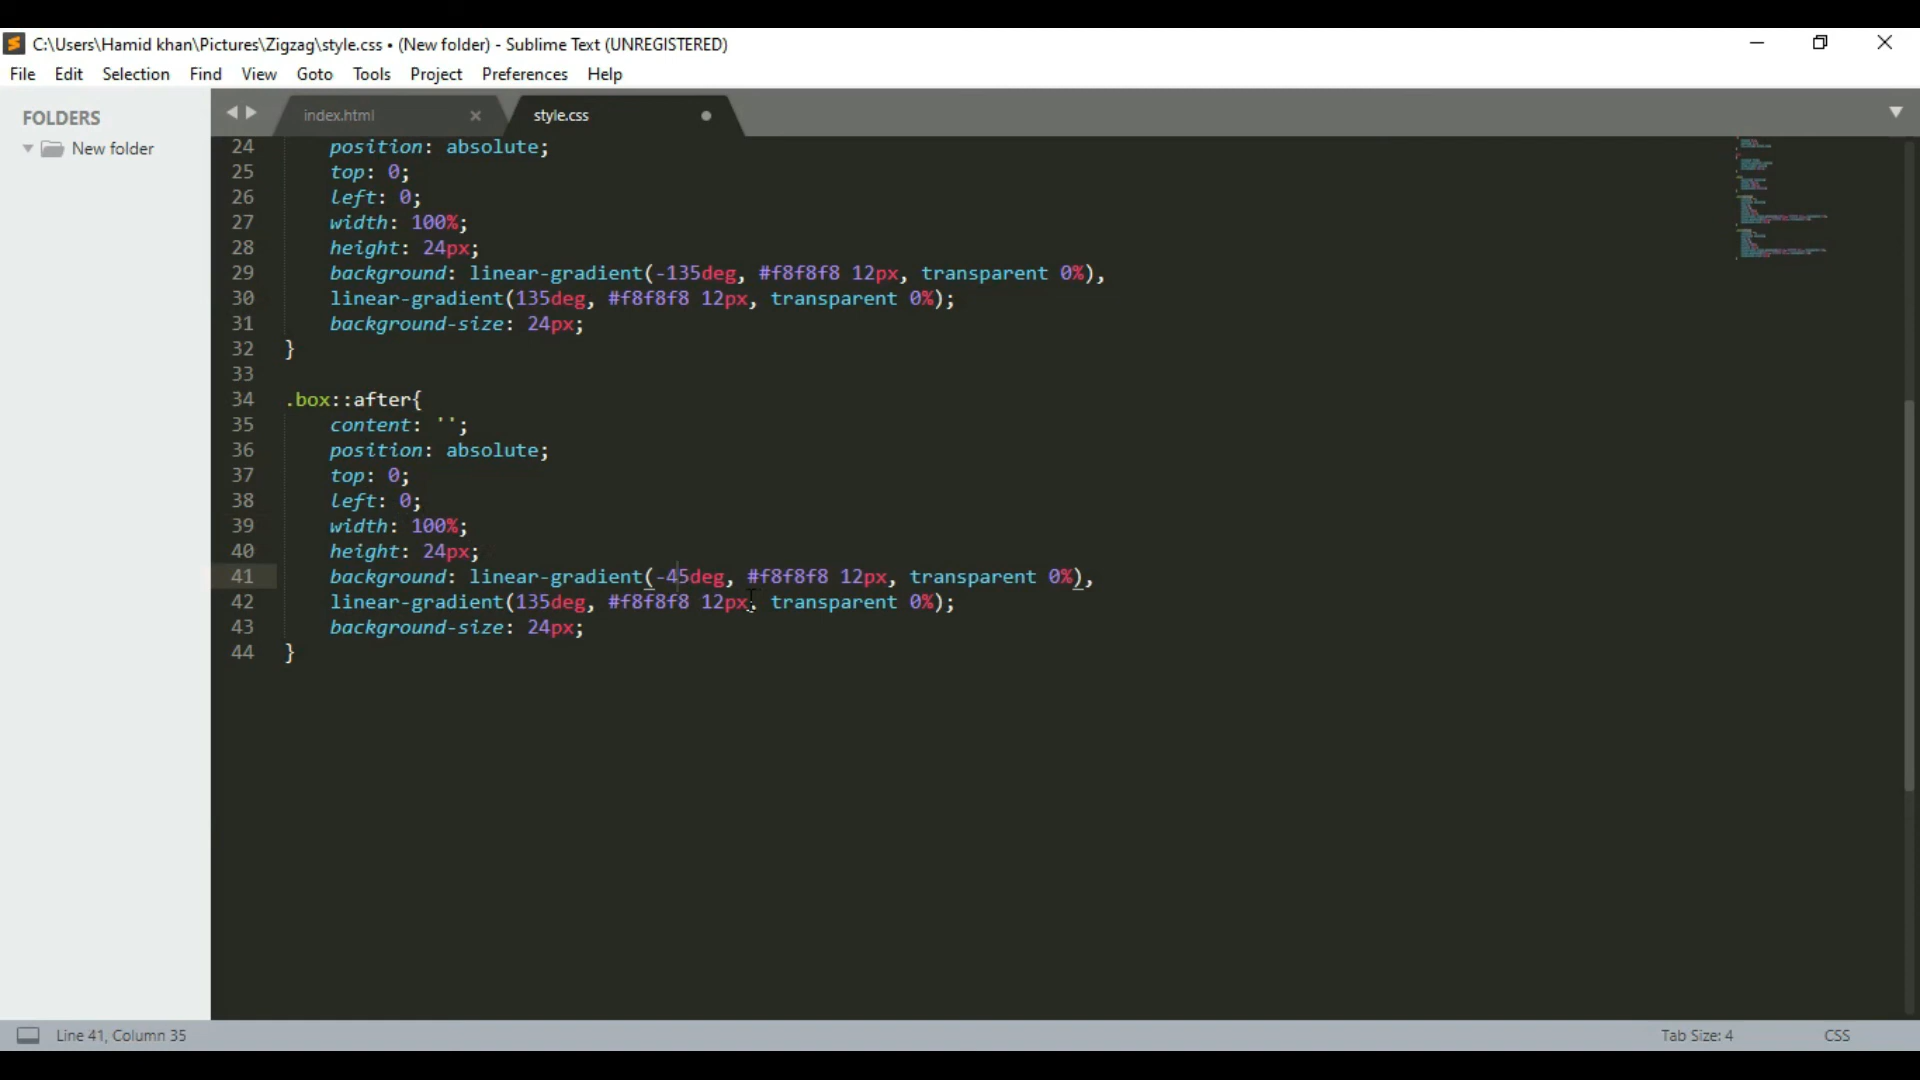 C:\Users\Hamid khan\Pictures\Zigzag\style.css • (New folder) - Sublime Text (UNREGISTERED)
File Edit Selection Find View Goto Tools Project Preferences Help
FOLDERS
New folder
index.html style.css
24 position: absolute;
25 top: 0;
26 left: 0;
27 width: 100%;
28 height: 24px;
29 background: linear-gradient(-135deg, #f8f8f8 12px, transparent 0%),
30 linear-gradient(135deg, #f8f8f8 12px, transparent 0%);
31 background-size: 24px;
32 }
33
34 .box::after{
35 content: '';
36 position: absolute;
37 top: 0;
38 left: 0;
39 width: 100%;
40 height: 24px;
41 background: linear-gradient(-45deg, #f8f8f8 12px, transparent 0%),
42 linear-gradient(135deg, #f8f8f8 12px, transparent 0%);
43 background-size: 24px;
44 }
Line 41, Column 35
Tab Size: 4
CSS